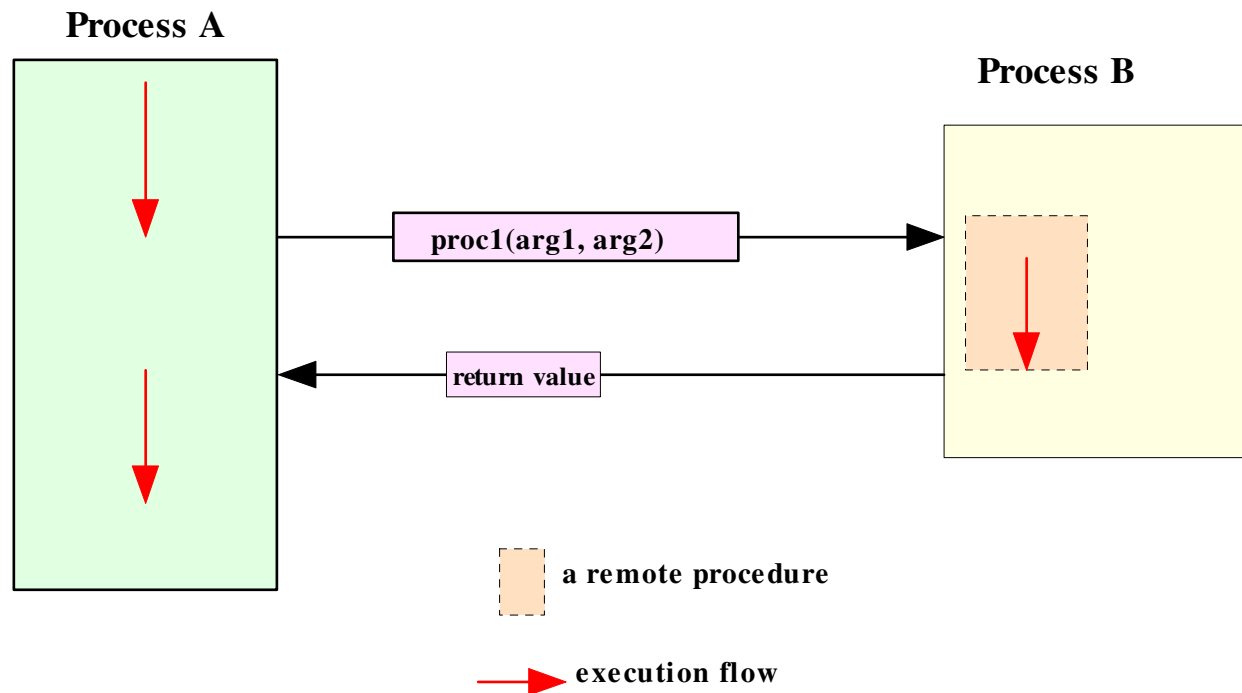 Process A
Process B
proc1(arg1, arg2)
return value
a remote procedure
execution flow